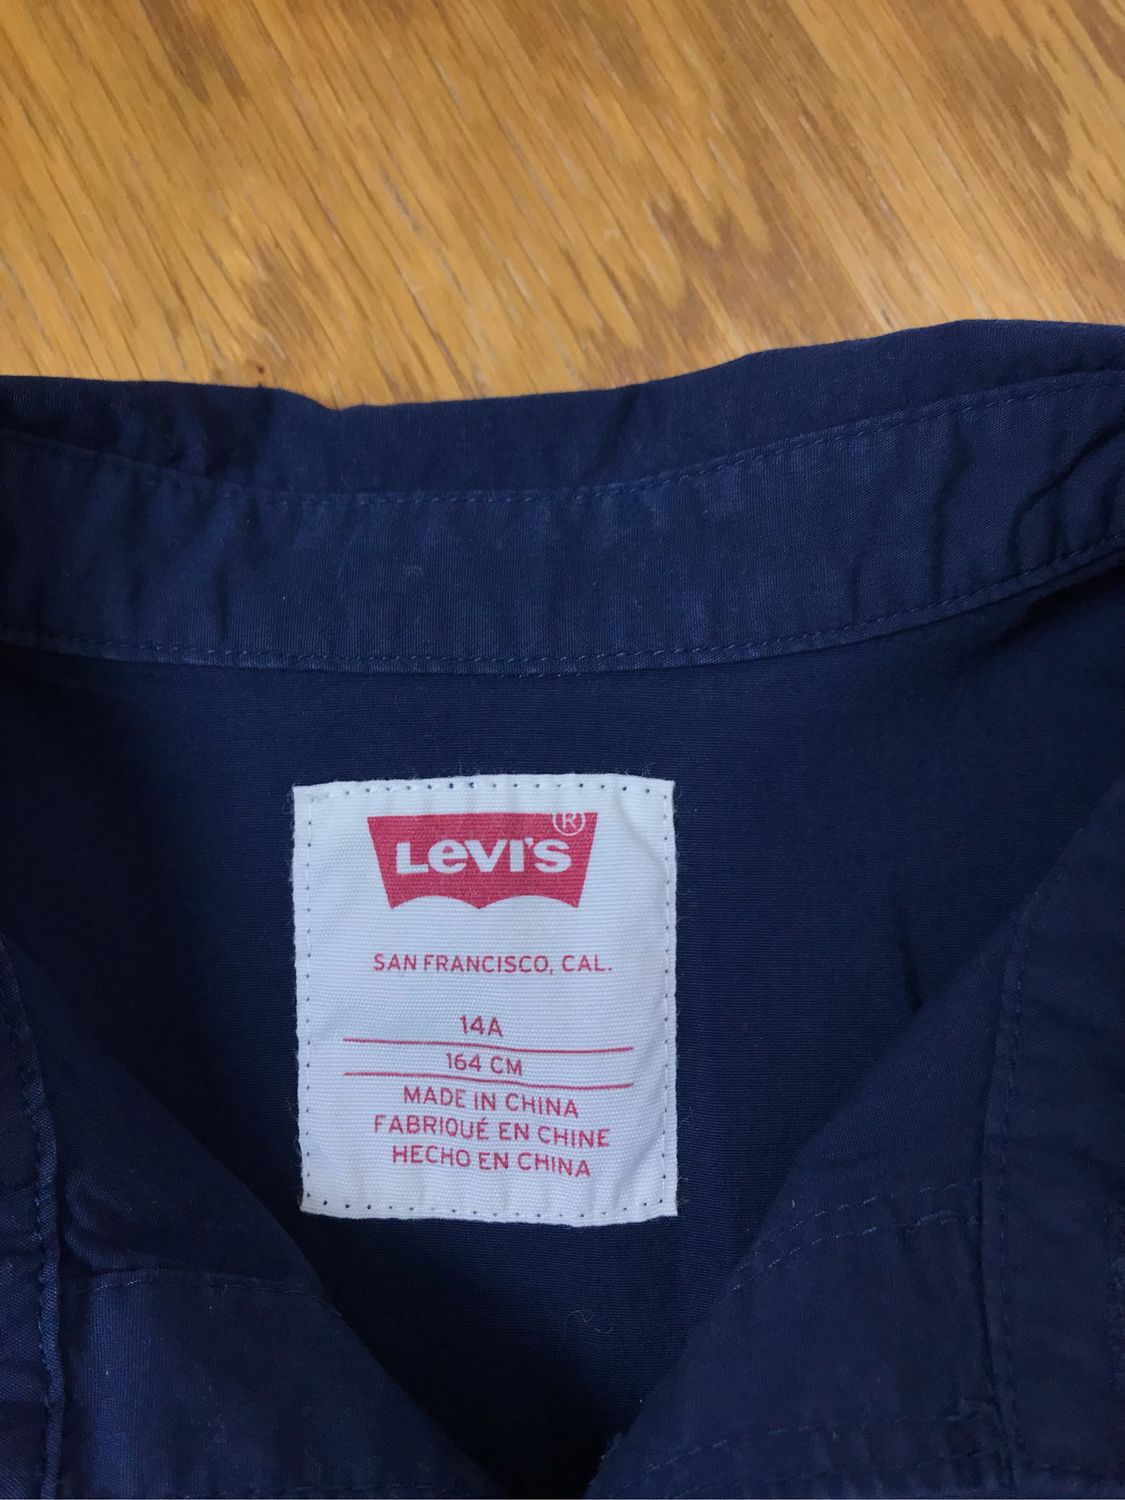 LEVI'S ®
SAN FRANCISCO, CAL.
14A
164 CM
MADE IN CHINA
FABRIQUÉ EN CHINE
HECHO EN CHINA